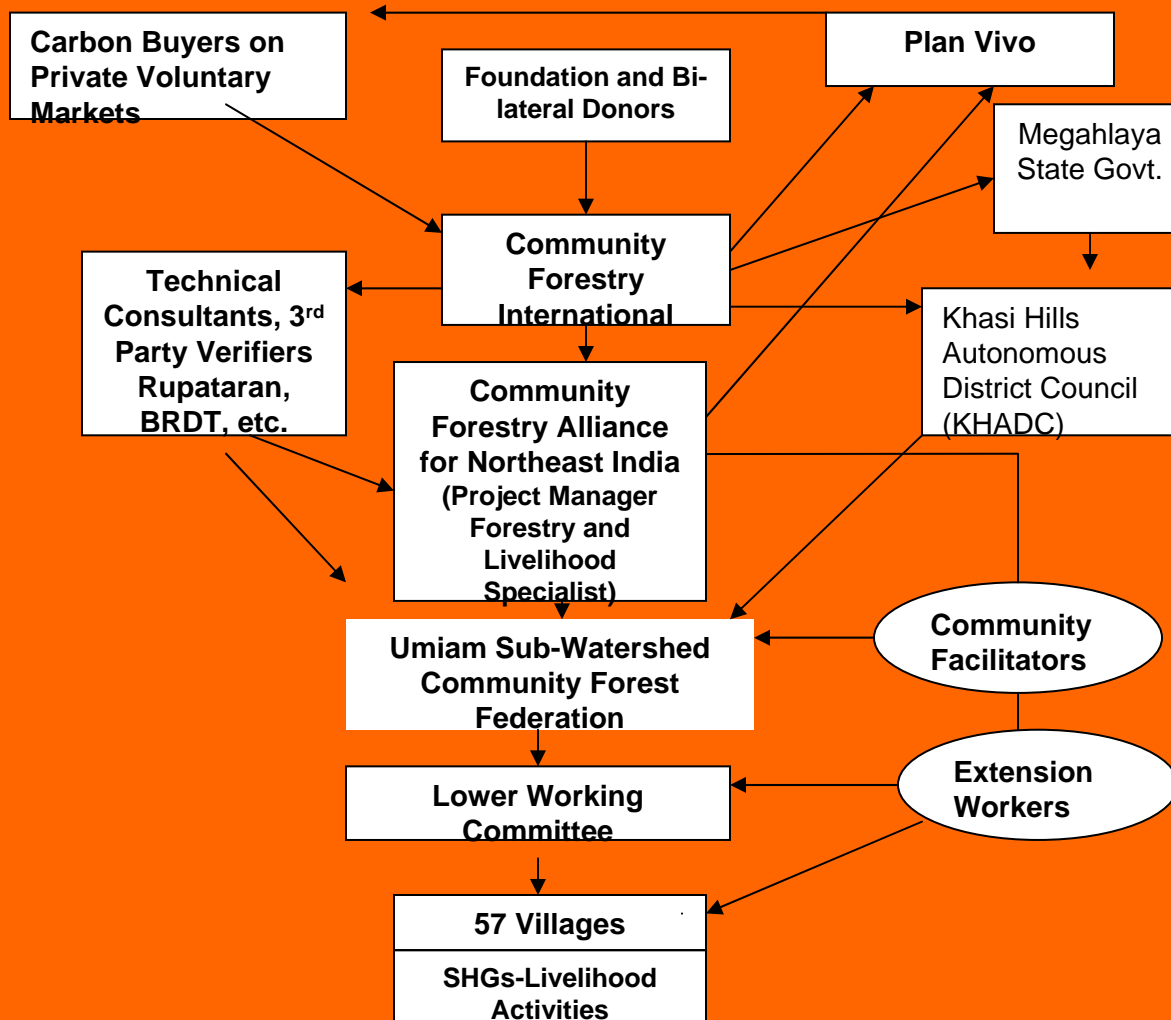 Carbon Buyers on
Private Voluntary
Markets
Foundation and Bi-
lateral Donors
Plan Vivo
Megahlaya
State Govt.
Community
Forestry
International
Technical
Consultants, 3rd
Party Verifiers
Rupataran,
BRDT, etc.
Khasi Hills
Autonomous
District Council
(KHADC)
Community
Forestry Alliance
for Northeast India
(Project Manager
Forestry and
Livelihood
Specialist)
Umiam Sub-Watershed
Community Forest
Federation
Community
Facilitators
Lower Working
Committee
Extension
Workers
57 Villages
SHGs-Livelihood
Activities